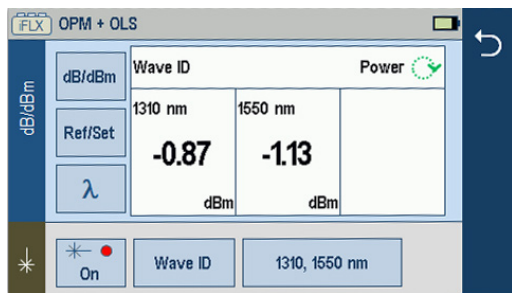 iFLX OPM + OLS
dB/dBm
dB/dBm
Wave ID Power
1310 nm 1550 nm
Ref/Set
-0.87 -1.13
λ
dBm dBm
On
Wave ID
1310, 1550 nm